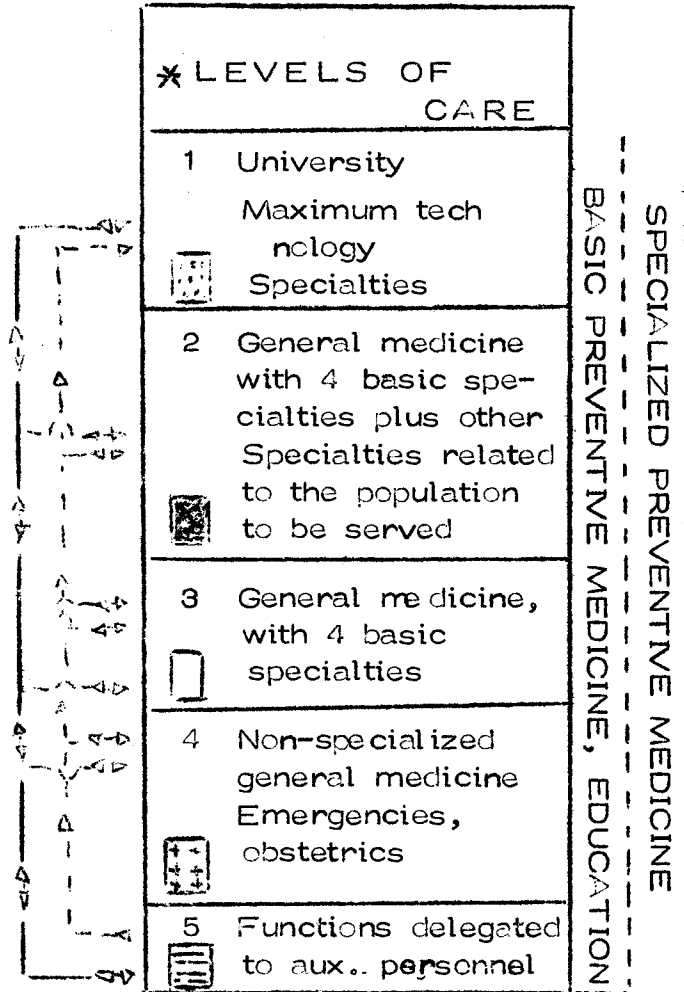 * LEVELS OF
CARE
1 University
Maximum tech
nology
Specialties
2 General medicine
with 4 basic spe-
cialties plus other
Specialties related
to the population
to be served
3 General medicine,
with 4 basic
specialties
4 Non-specialized
general medicine
Emergencies,
obstetrics
5 Functions delegated
to aux.. personnel
BASIC PREVENTIVE MEDICINE, EDUCATION
SPECIALIZED PREVENTIVE MEDICINE